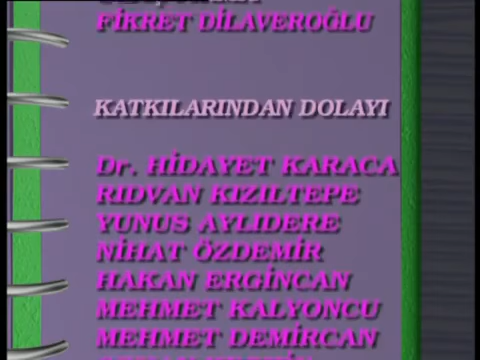 FİKRET DİLAVEROĞLU
KATKILARINDAN DOLAYI
Dr. HİDAYET KARACA
RIDVAN KIZILTEPE
YUNUS AYLIDERE
NİHAT ÖZDEMİR
HAKAN ERGİNCAN
MEHMET KALYONCU
MEHMET DEMİRCAN